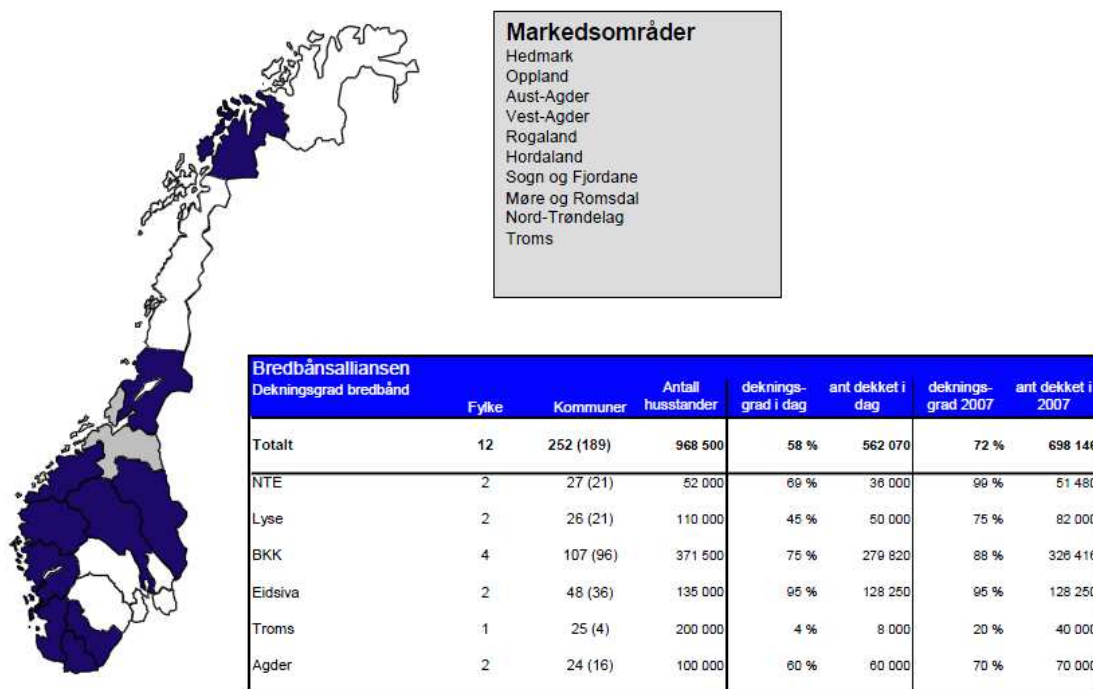 Markedsområder
Hedmark
Oppland
Aust-Agder
Vest-Agder
Rogaland
Hordaland
Sogn og Fjordane
Møre og Romsdal
Nord-Trøndelag
Troms
Bredbånsalliansen
Dekningsgrad bredbånd Fylke Kommuner Antall husstander deknings-grad i dag ant dekket i dag deknings-grad 2007 ant dekket i 2007
Totalt 12 252 (189) 968 500 58 % 562 070 72 % 698 146
NTE 2 27 (21) 52 000 69 % 36 000 99 % 51 480
Lyse 2 26 (21) 110 000 45 % 50 000 75 % 82 000
BKK 4 107 (96) 371 500 75 % 279 820 88 % 326 416
Eidsiva 2 48 (36) 135 000 95 % 128 250 95 % 128 250
Troms 1 25 (4) 200 000 4 % 8 000 20 % 40 000
Agder 2 24 (16) 100 000 60 % 60 000 70 % 70 000